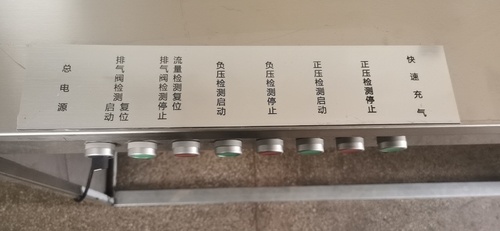 总电源
排气阀检测
启动
复位
排气阀检测停止
流量检测复位
负压检测启动
负压检测停止
正压检测启动
正压检测停止
快速充气